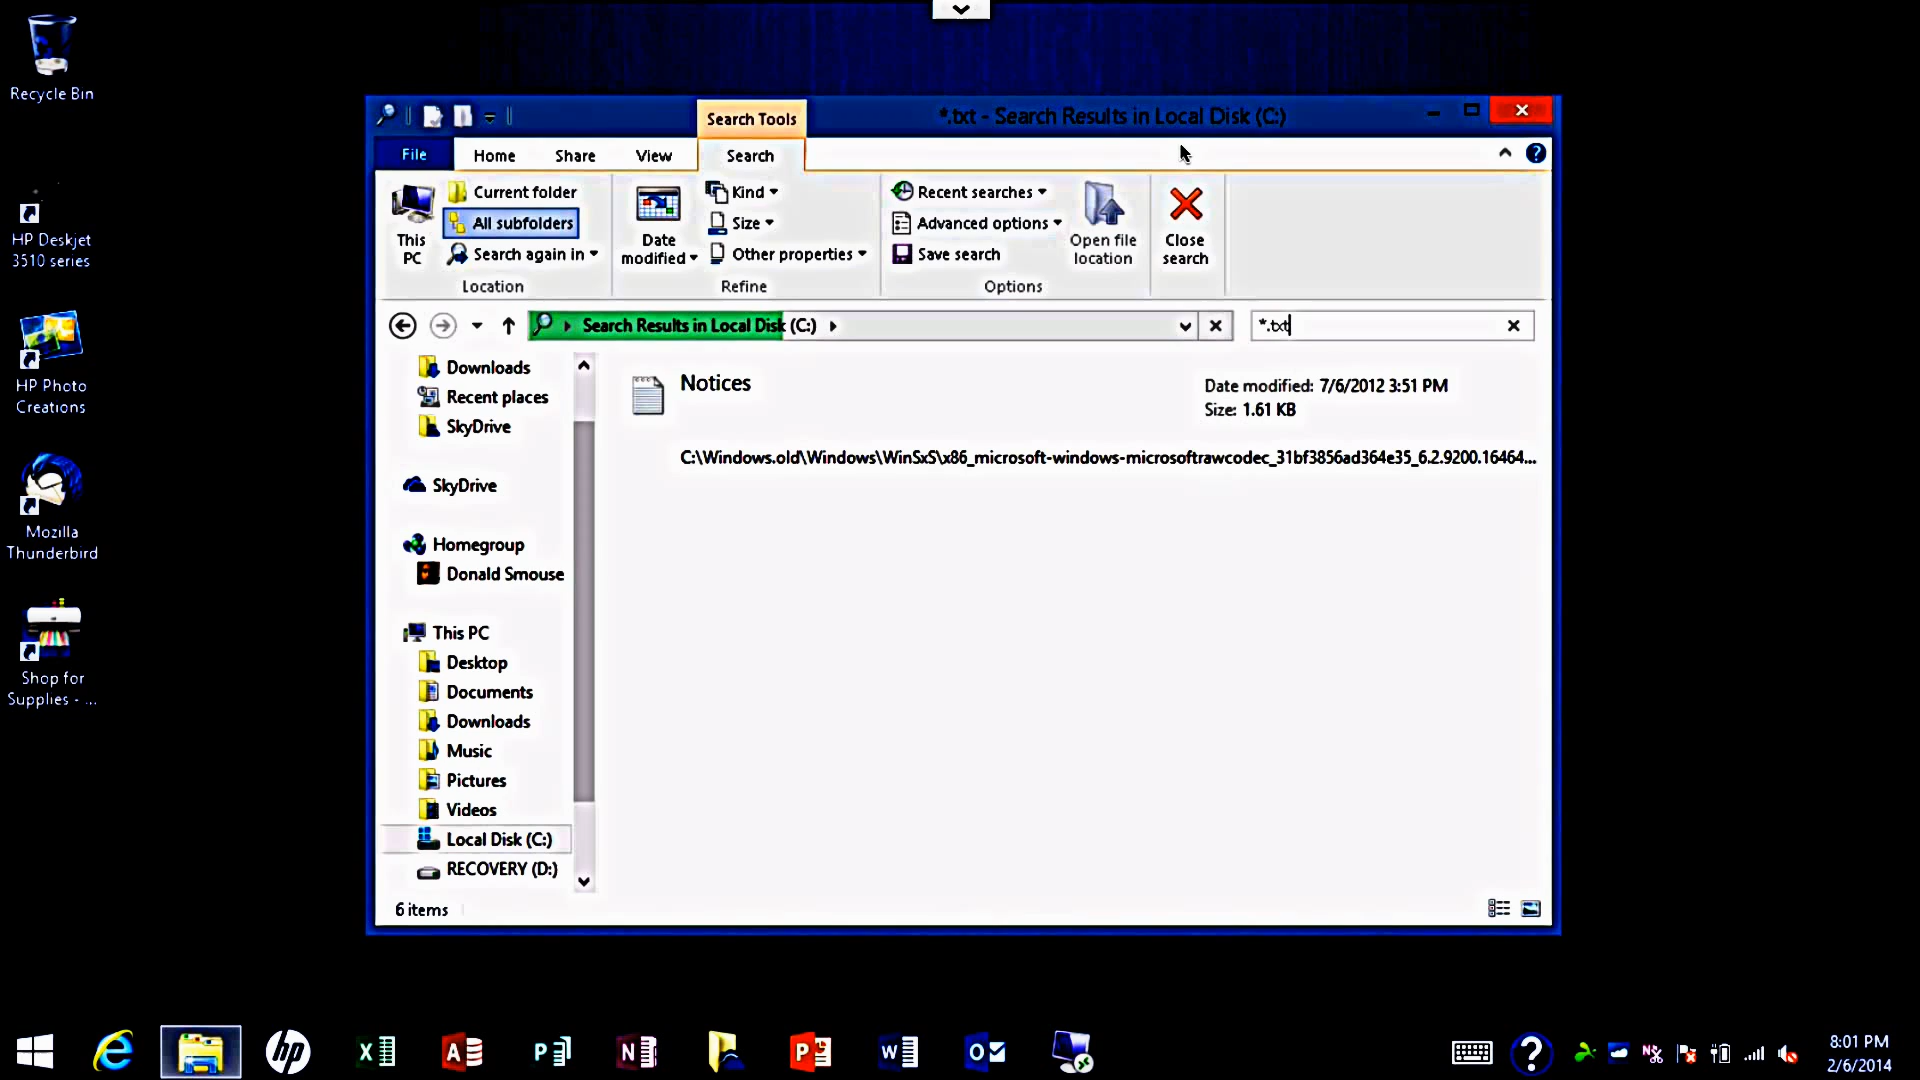 Recycle Bin
HP Deskjet
3510 series
HP Photo
Creations
Mozilla
Thunderbird
Shop for
Supplies - ...
Search Tools
*.txt - Search Results in Local Disk (C:)
File
Home
Share
View
Search
This
PC
Current folder
All subfolders
Search again in
Location
Date
modified
Kind
Size
Other properties
Refine
Recent searches
Advanced options
Save search
Options
Open file
location
Close
search
Search Results in Local Disk (C:)
*.txt
Downloads
Recent places
SkyDrive
SkyDrive
Homegroup
Donald Smouse
This PC
Desktop
Documents
Downloads
Music
Pictures
Videos
Local Disk (C:)
RECOVERY (D:)
Notices
Date modified: 7/6/2012 3:51 PM
Size: 1.61 KB
C:\Windows.old\Windows\WinSxS\x86_microsoft-windows-microsoftrawcodec_31bf3856ad364e35_6.2.9200.16464...
6 items
8:01 PM
2/6/2014